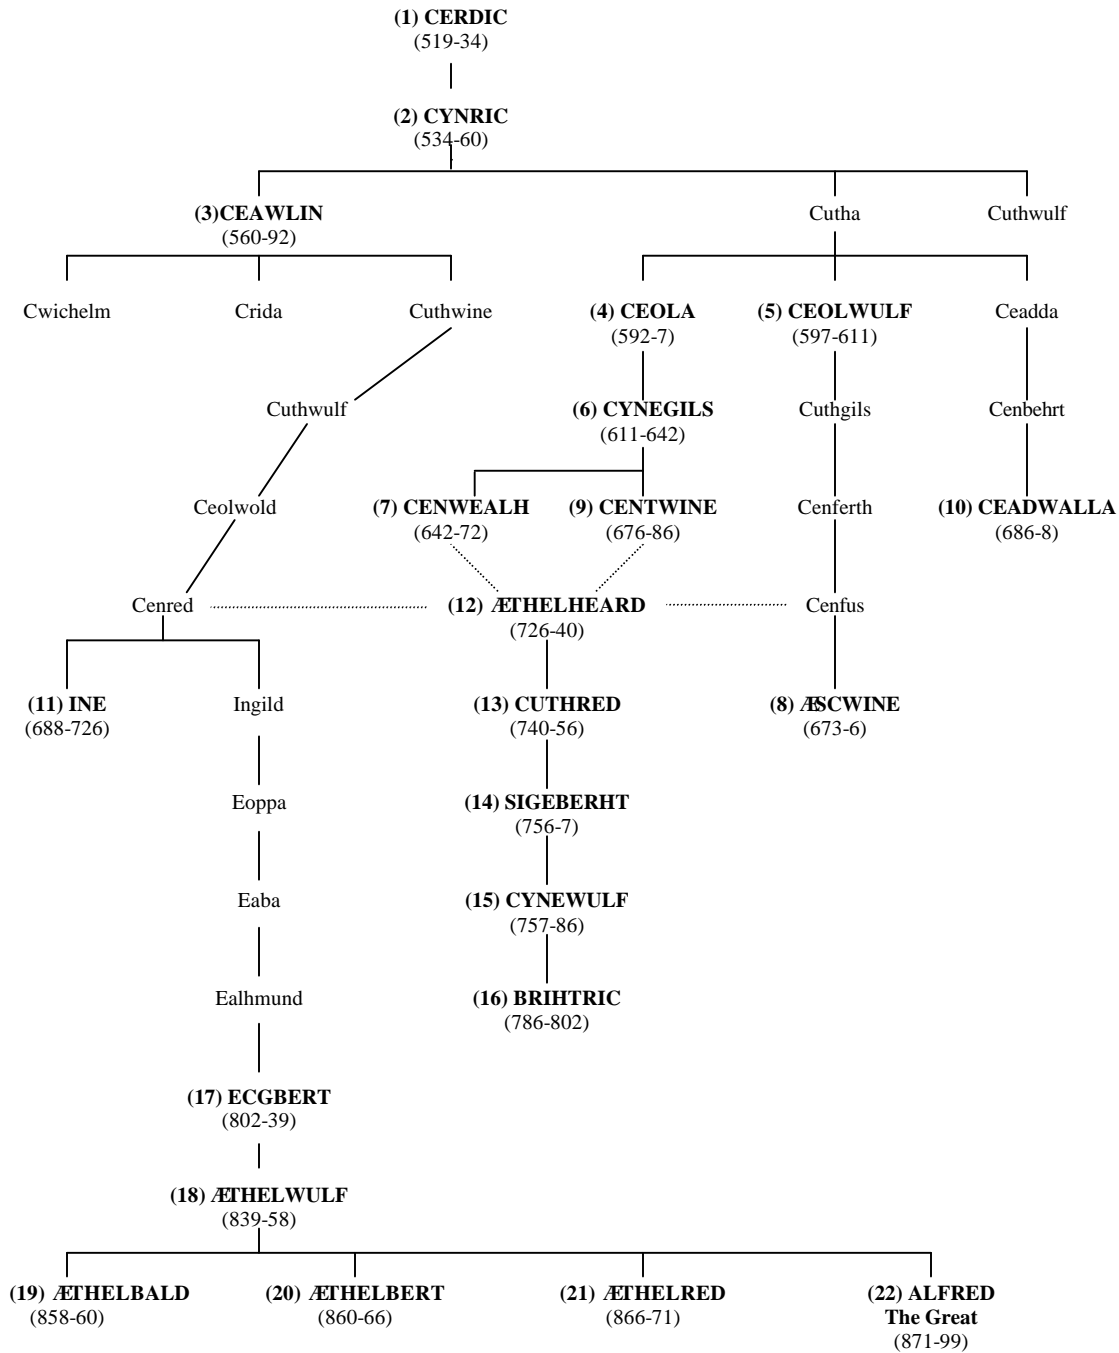 (1) CERDIC
(519-34)
(2) CYNRIC
(534-60)
(3)CEAWLIN
(560-92)
Cutha
Cuthwulf
Cwichelm
Crida
Cuthwine
(4) CEOLA
(592-7)
(5) CEOLWULF
(597-611)
Ceadda
Cuthwulf
(6) CYNEGILS
(611-642)
Cuthgils
Cenbehrt
Ceolwold
(7) CENWEALH
(642-72)
(9) CENTWINE
(676-86)
Cenferth
(10) CEADWALLA
(686-8)
Cenred
(12) ÆTHELHEARD
(726-40)
Cenfus
(11) INE
(688-726)
Ingild
(13) CUTHRED
(740-56)
(8) ÆSCWINE
(673-6)
Eoppa
(14) SIGEBERHT
(756-7)
Eaba
(15) CYNEWULF
(757-86)
Ealhmund
(16) BRIHTRIC
(786-802)
(17) ECGBERT
(802-39)
(18) ÆTHELWULF
(839-58)
(19) ÆTHELBALD
(858-60)
(20) ÆTHELBERT
(860-66)
(21) ÆTHELRED
(866-71)
(22) ALFRED
The Great
(871-99)